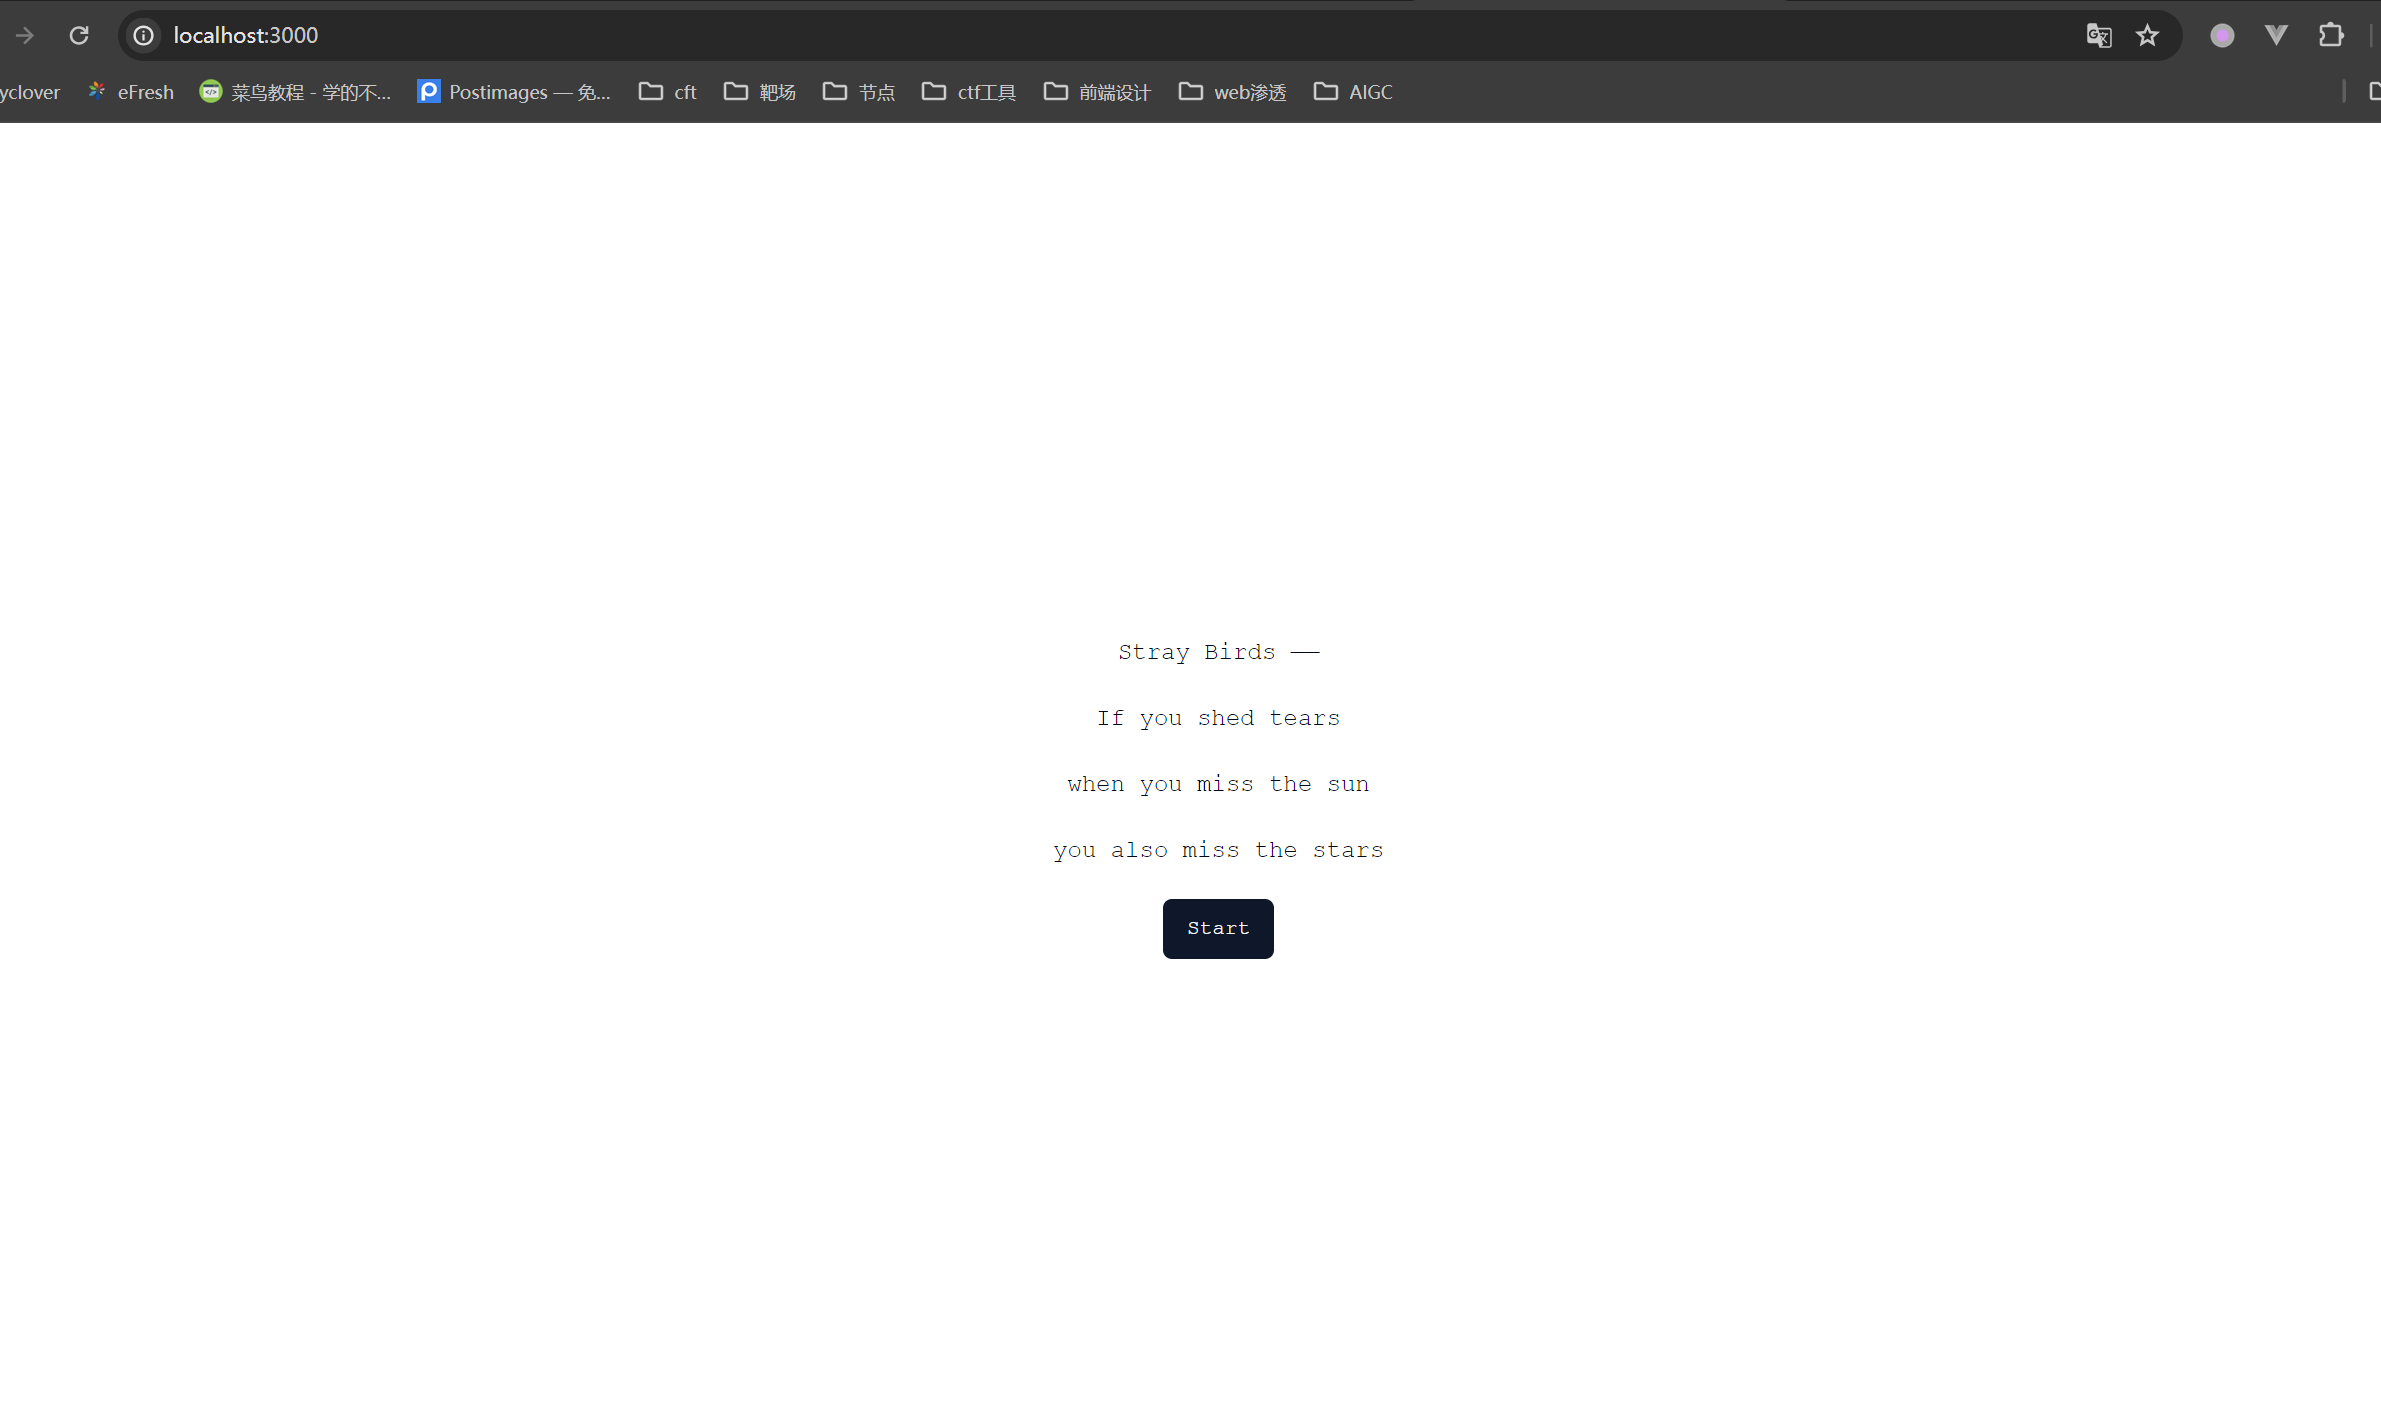 localhost:3000
yclover eFresh 菜鸟教程 - 学的不... Postimages — 免... cft 靶场 节点 ctf工具 前端设计 web渗透 AIGC
Stray Birds ——
If you shed tears
when you miss the sun
you also miss the stars
Start